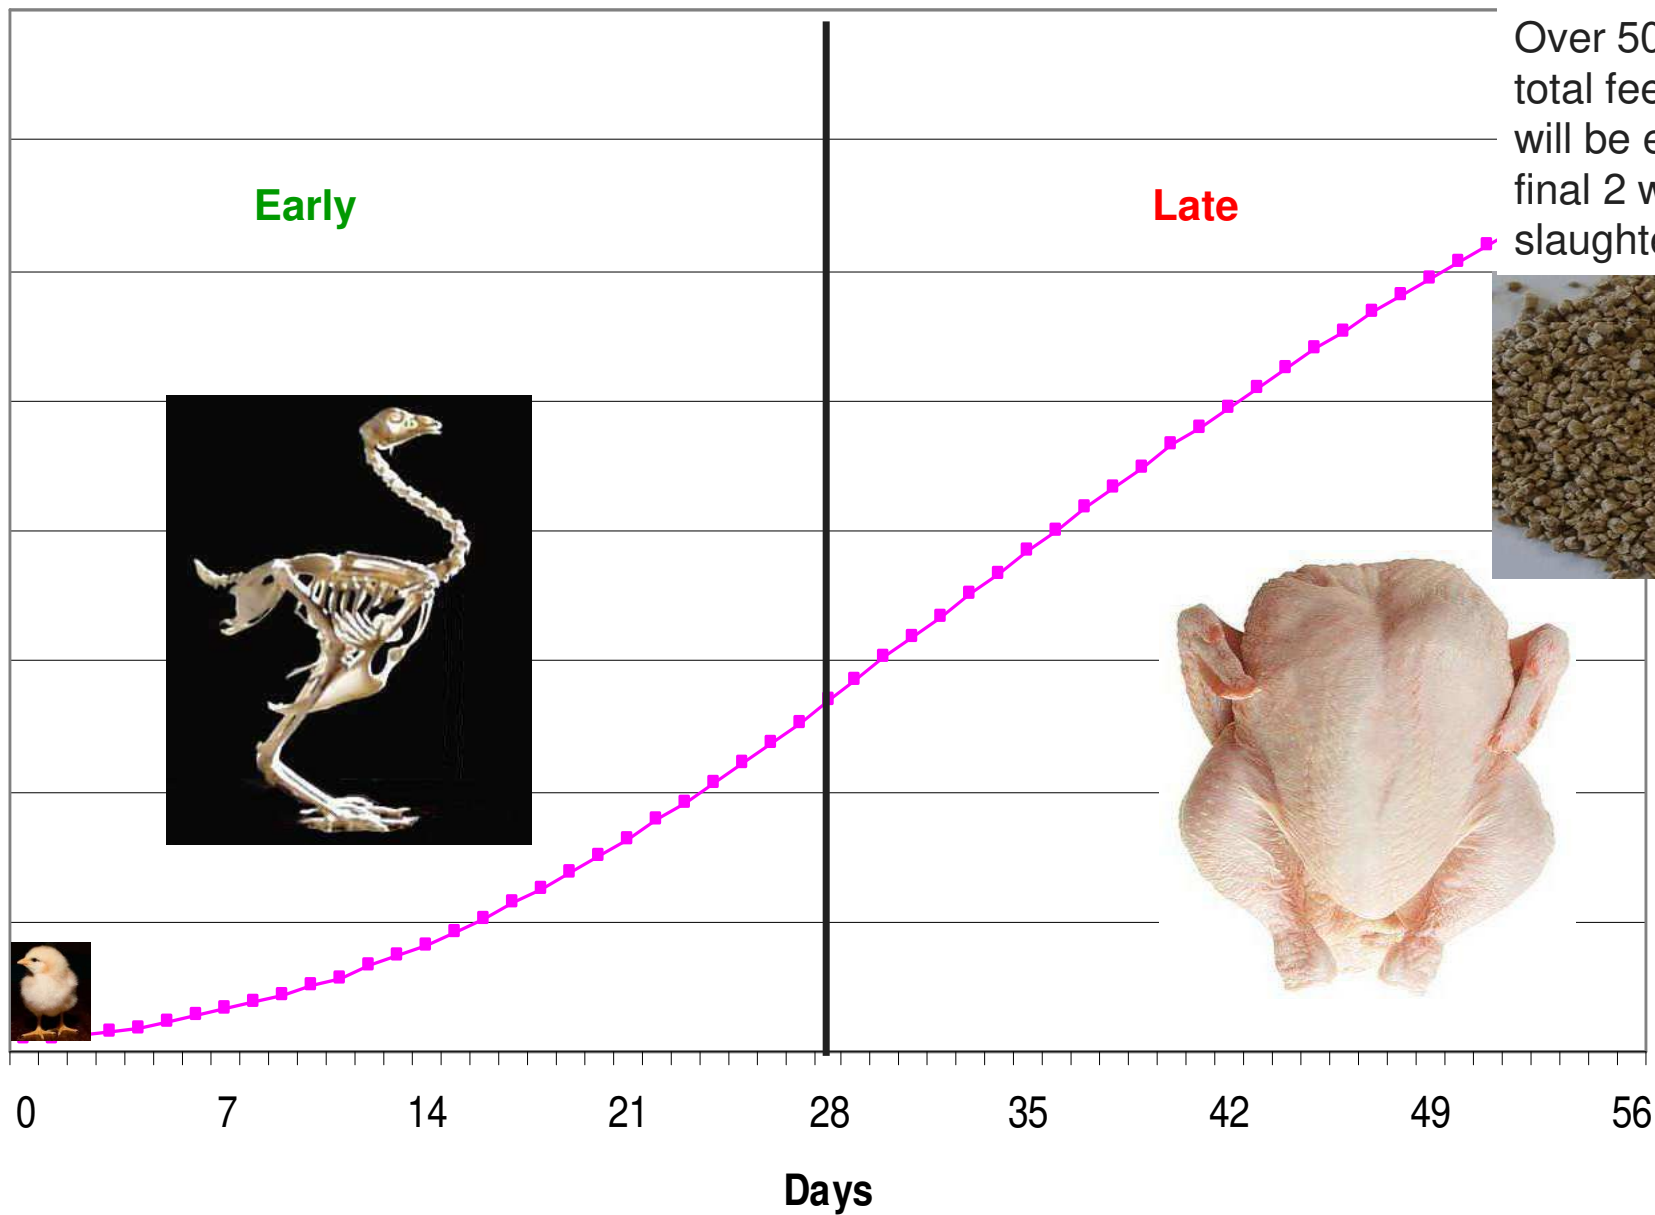 Over 50
total fee
will be e
final 2 w
slaughte
Early
Late
0 7 14 21 28 35 42 49 56
Days